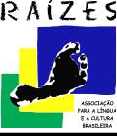 RAÍZES
ASSOCIAÇÃO
PARA A LÍNGUA
E A CULTURA
BRASILEIRA